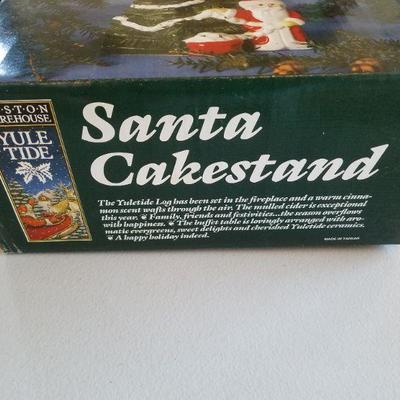 YULE
TIDE
Santa
Cakestand
The Yuletide Log has been set in the fireplace and a warm cinna-
mon scent wafts through the air. The mulled cider is exceptional
this year. ❦ Family, friends and festivities...the season overflows
with happiness. ❦ The buffet table is lovingly arranged with aro-
matic evergreens, sweet delights and cherished Yuletide ceramics.
❦ A happy holiday indeed.
MADE IN TAIWAN